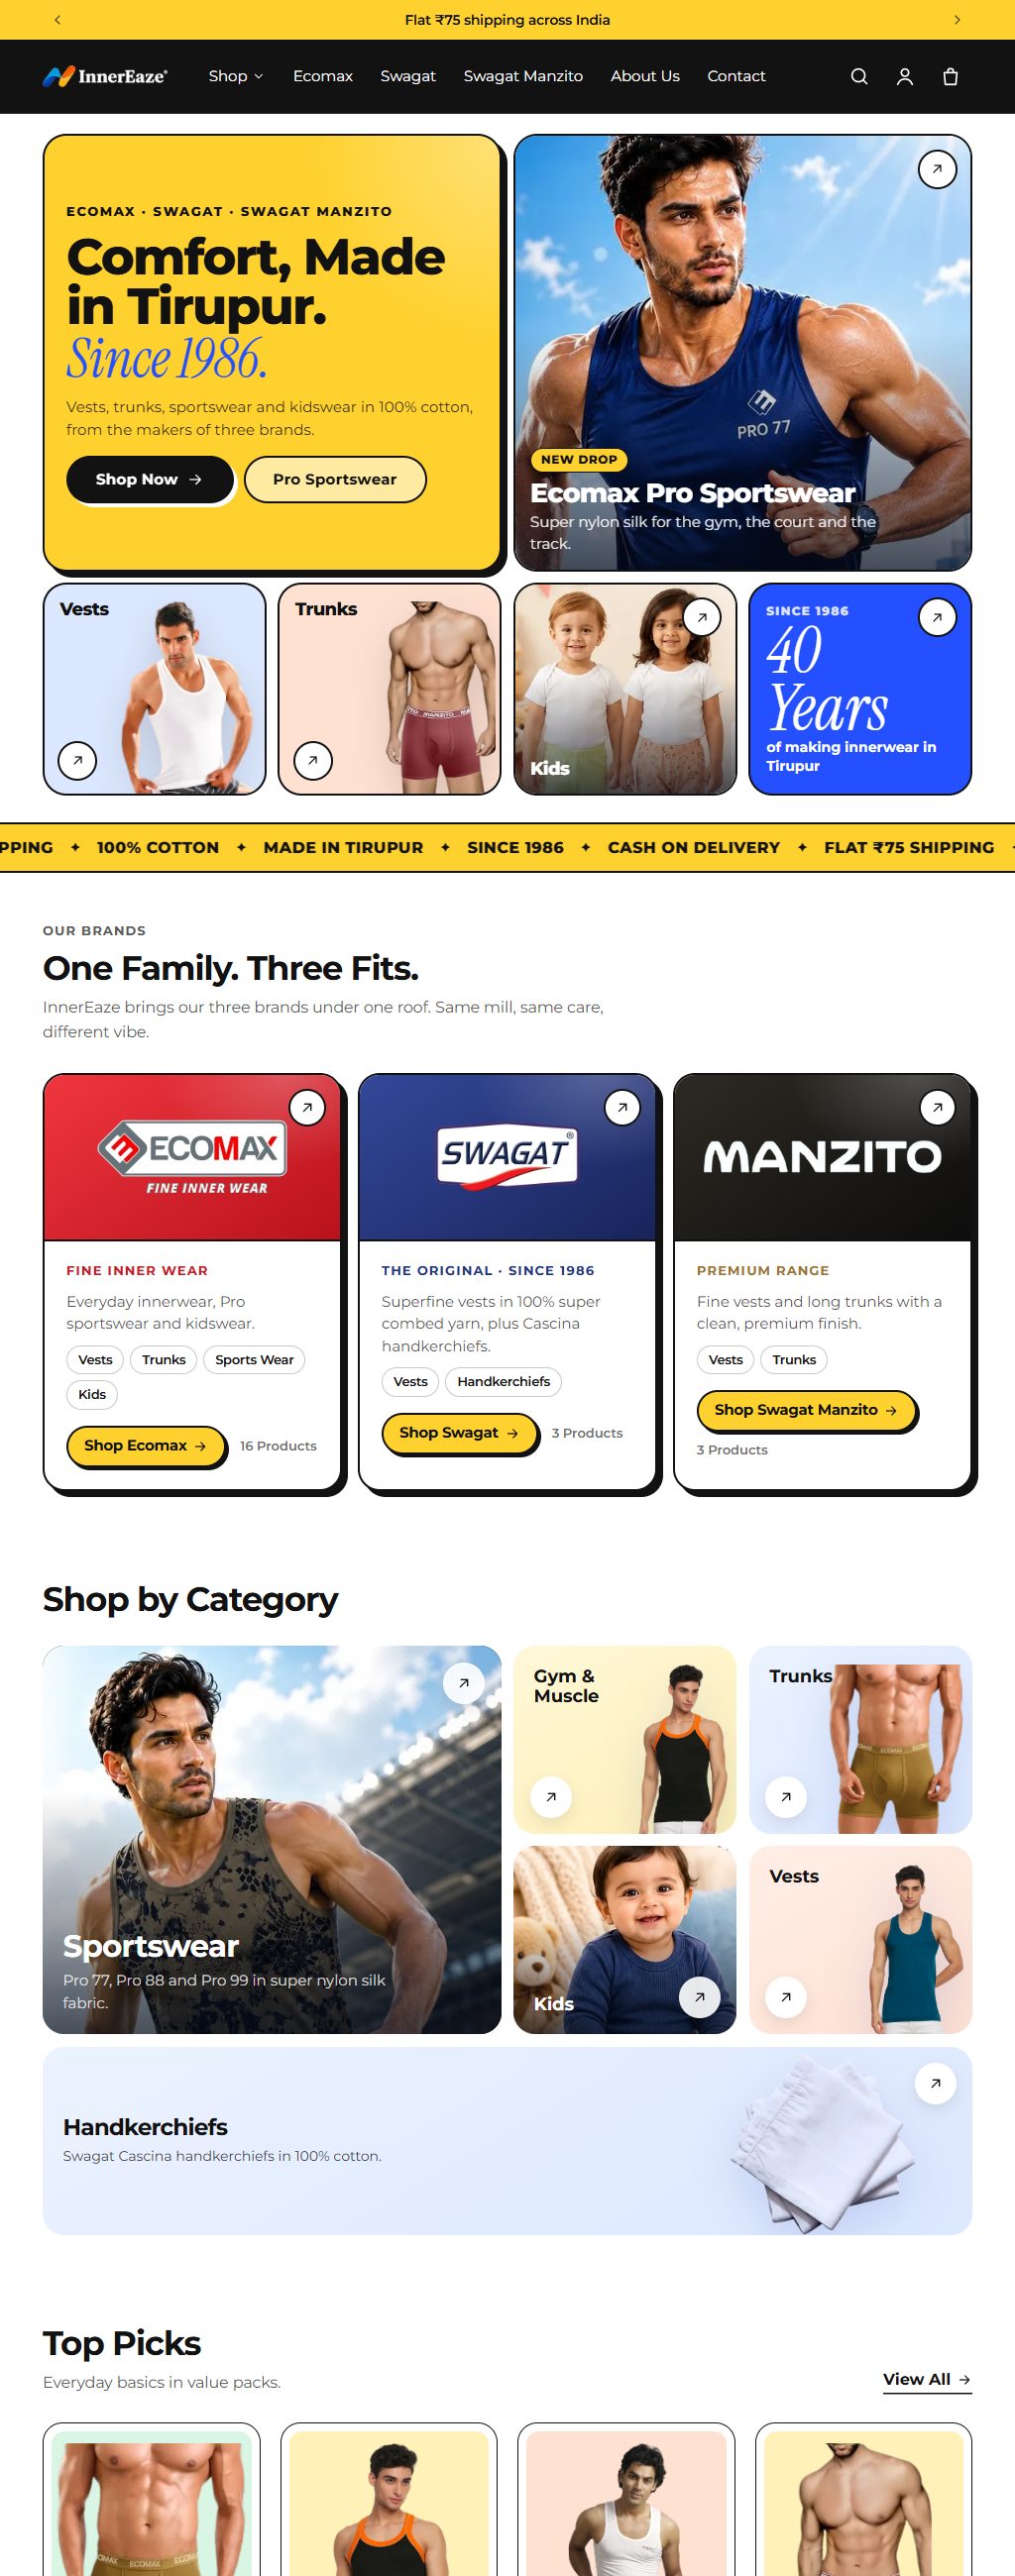 Flat ₹75 shipping across India
InnerEaze®
Shop
Ecomax
Swagat
Swagat Manzito
About Us
Contact
ECOMAX · SWAGAT · SWAGAT MANZITO
Comfort, Made
in Tirupur.
Since 1986.
Vests, trunks, sportswear and kidswear in 100% cotton,
from the makers of three brands.
Shop Now →
Pro Sportswear
PRO 77
NEW DROP
Ecomax Pro Sportswear
Super nylon silk for the gym, the court and the
track.
Vests
Trunks
MANZITO
Kids
SINCE 1986
40
Years
of making innerwear in
Tirupur
PPING ✦ 100% COTTON ✦ MADE IN TIRUPUR ✦ SINCE 1986 ✦ CASH ON DELIVERY ✦ FLAT ₹75 SHIPPING
OUR BRANDS
One Family. Three Fits.
InnerEaze brings our three brands under one roof. Same mill, same care,
different vibe.
ECOMAX
FINE INNER WEAR
FINE INNER WEAR
Everyday innerwear, Pro
sportswear and kidswear.
Vests
Trunks
Sports Wear
Kids
Shop Ecomax →
16 Products
SWAGAT®
THE ORIGINAL · SINCE 1986
Superfine vests in 100% super
combed yarn, plus Cascina
handkerchiefs.
Vests
Handkerchiefs
Shop Swagat →
3 Products
MANZITO
PREMIUM RANGE
Fine vests and long trunks with a
clean, premium finish.
Vests
Trunks
Shop Swagat Manzito →
3 Products
Shop by Category
Sportswear
Pro 77, Pro 88 and Pro 99 in super nylon silk
fabric.
Gym &
Muscle
Trunks
ECOMAX
Kids
Vests
Handkerchiefs
Swagat Cascina handkerchiefs in 100% cotton.
Top Picks
Everyday basics in value packs.
View All →
ECOMAX